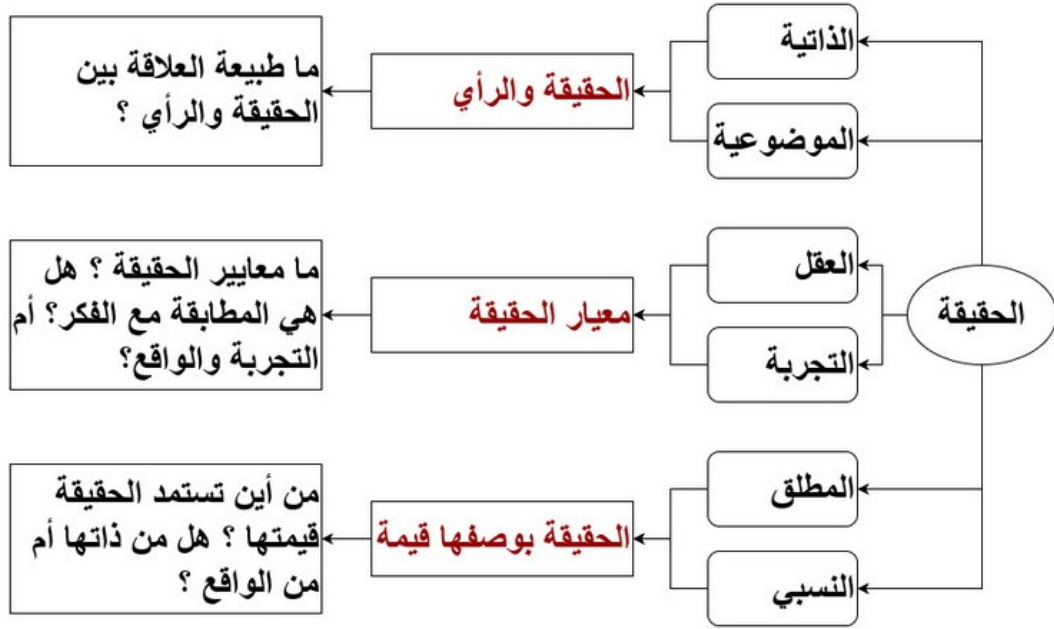 الحقيقة
الذاتية
الموضوعية
الحقيقة والرأي
ما طبيعة العلاقة بين
الحقيقة والرأي ؟
العقل
التجربة
معيار الحقيقة
ما معايير الحقيقة ؟ هل
هي المطابقة مع الفكر؟ أم
التجربة والواقع؟
المطلق
النسبي
الحقيقة بوصفها قيمة
من أين تستمد الحقيقة
قيمتها ؟ هل من ذاتها أم
من الواقع ؟